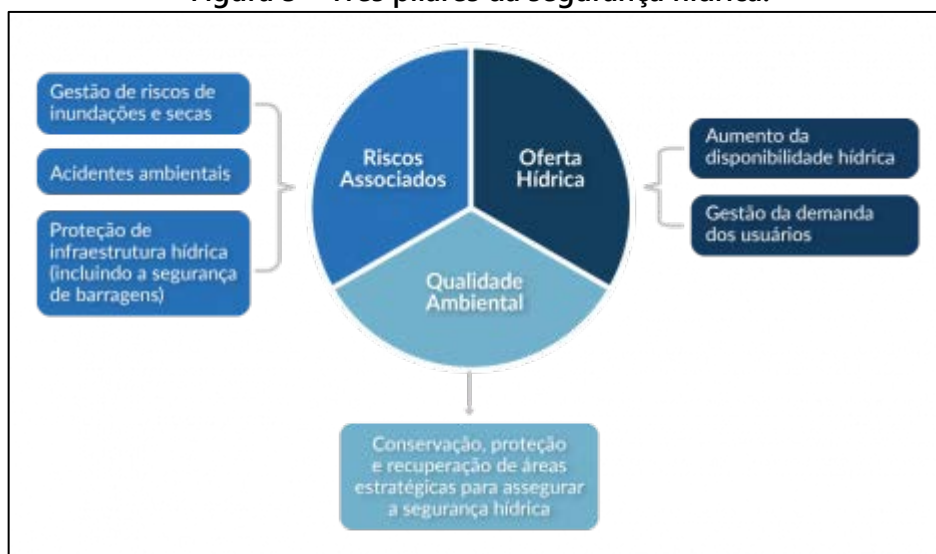 Gestão de riscos de
inundações e secas
Acidentes ambientais
Proteção de
infraestrutura hídrica
(incluindo a segurança
de barragens)
Riscos
Associados
Oferta
Hídrica
Aumento da
disponibilidade hídrica
Gestão da demanda
dos usuários
Qualidade
Ambiental
Conservação, proteção
e recuperação de áreas
estratégicas para assegurar
a segurança hídrica